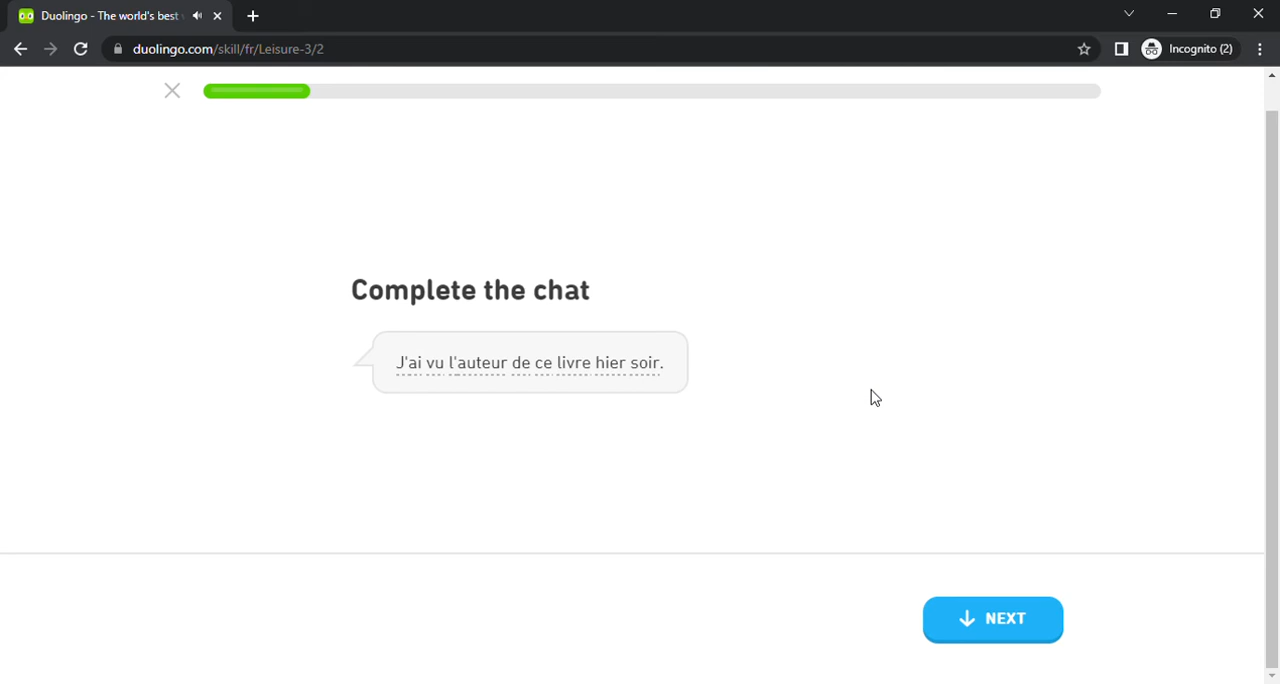 Duolingo - The world's best
duolingo.com/skill/fr/Leisure-3/2
Incognito (2)
Complete the chat
J'ai vu l'auteur de ce livre hier soir.
NEXT